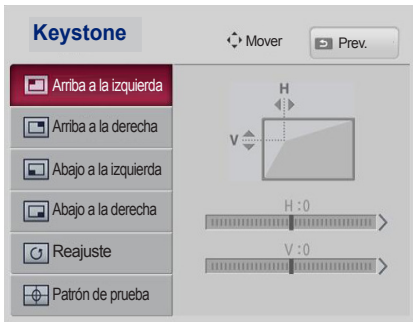 Keystone
Mover
Prev.
Arriba a la izquierda
Arriba a la derecha
Abajo a la izquierda
Abajo a la derecha
Reajuste
Patrón de prueba
H
V
H:0
V:0